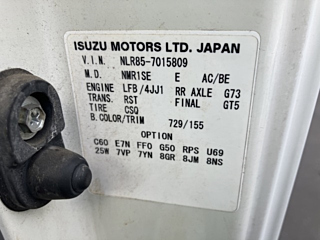 ISUZU MOTORS LTD. JAPAN
V.I.N. NLR85-7015809
M.D. NMR1SE E AC/BE
ENGINE LFB/4JJ1 RR AXLE G73
TRANS. RST FINAL GT5
TIRE CSQ
B.COLOR/TRIM 729/155
OPTION
C60 E7N FF0 G50 RPS U69
25W 7VP 7YN 8GR 8JM 8NS